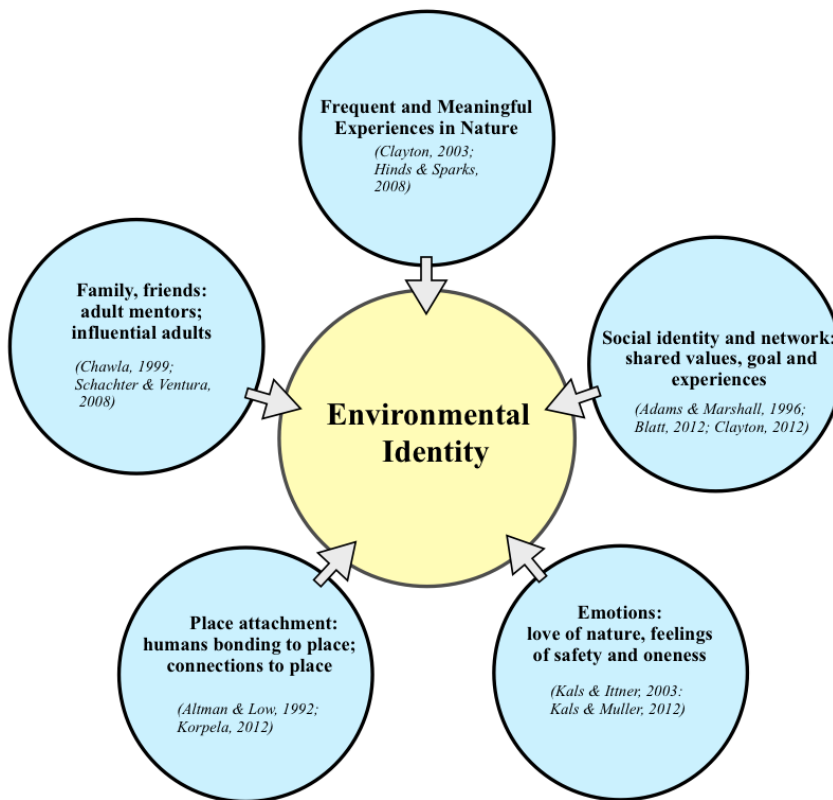 Frequent and Meaningful
Experiences in Nature
(Clayton, 2003;
Hinds & Sparks,
2008)
Family, friends:
adult mentors;
influential adults
(Chawla, 1999;
Schachter & Ventura,
2008)
Social identity and network:
shared values, goal and
experiences
(Adams & Marshall, 1996;
Blatt, 2012; Clayton, 2012)
Environmental
Identity
Place attachment:
humans bonding to place;
connections to place
(Altman & Low, 1992;
Korpela, 2012)
Emotions:
love of nature, feelings
of safety and oneness
(Kals & Ittner, 2003:
Kals & Muller, 2012)